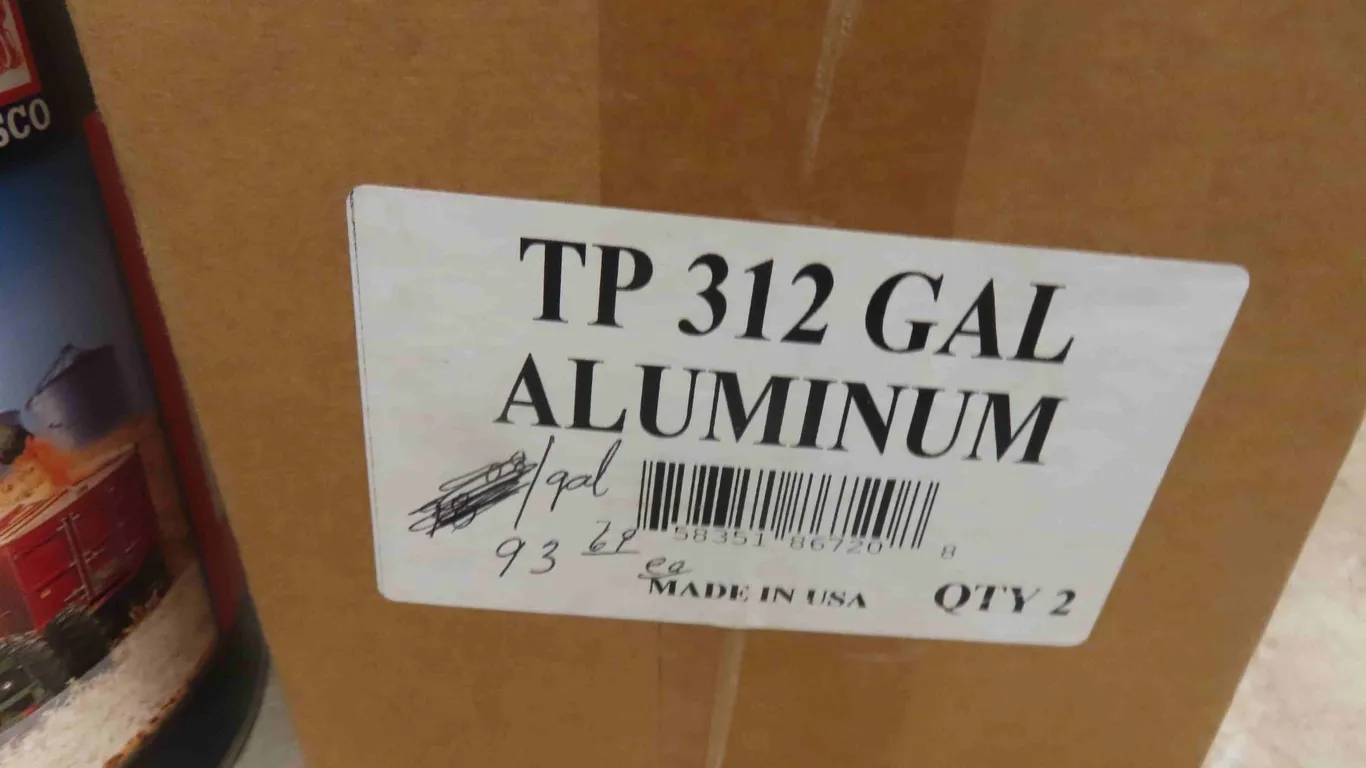 SCO
TP 312 GAL
ALUMINUM
/gal
93 69 ea
58351 86720 8
MADE IN USA
QTY 2